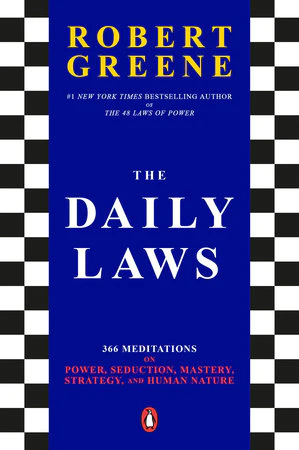 ROBERT
GREENE
#1 NEW YORK TIMES BESTSELLING AUTHOR
OF
THE 48 LAWS OF POWER
THE
DAILY
LAWS
366 MEDITATIONS
ON
POWER, SEDUCTION, MASTERY,
STRATEGY, AND HUMAN NATURE